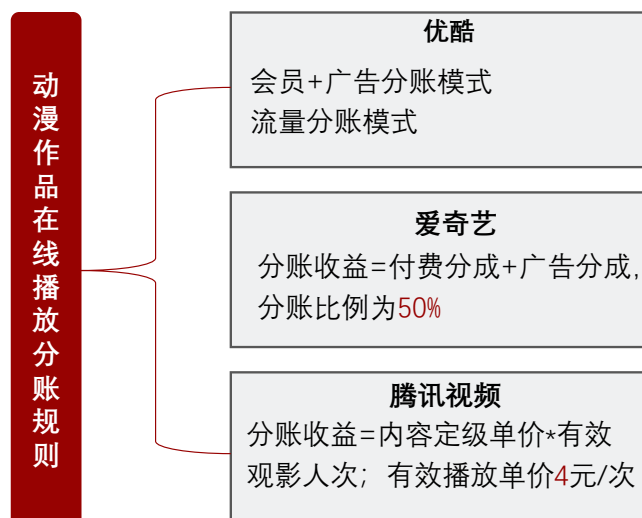 动漫作品在线播放分账规则
优酷
会员+广告分账模式
流量分账模式
爱奇艺
分账收益=付费分成+广告分成,
分账比例为50%
腾讯视频
分账收益=内容定级单价*有效
观影人次；有效播放单价4元/次